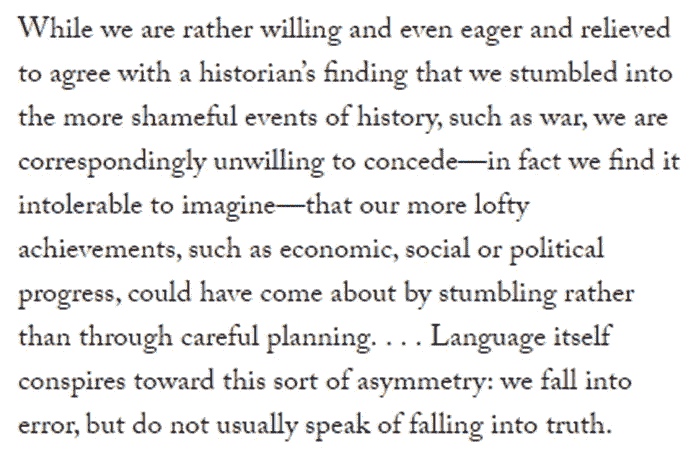 While we are rather willing and even eager and relieved
to agree with a historian’s finding that we stumbled into
the more shameful events of history, such as war, we are
correspondingly unwilling to concede—in fact we find it
intolerable to imagine—that our more lofty
achievements, such as economic, social or political
progress, could have come about by stumbling rather
than through careful planning. . . . Language itself
conspires toward this sort of asymmetry: we fall into
error, but do not usually speak of falling into truth.